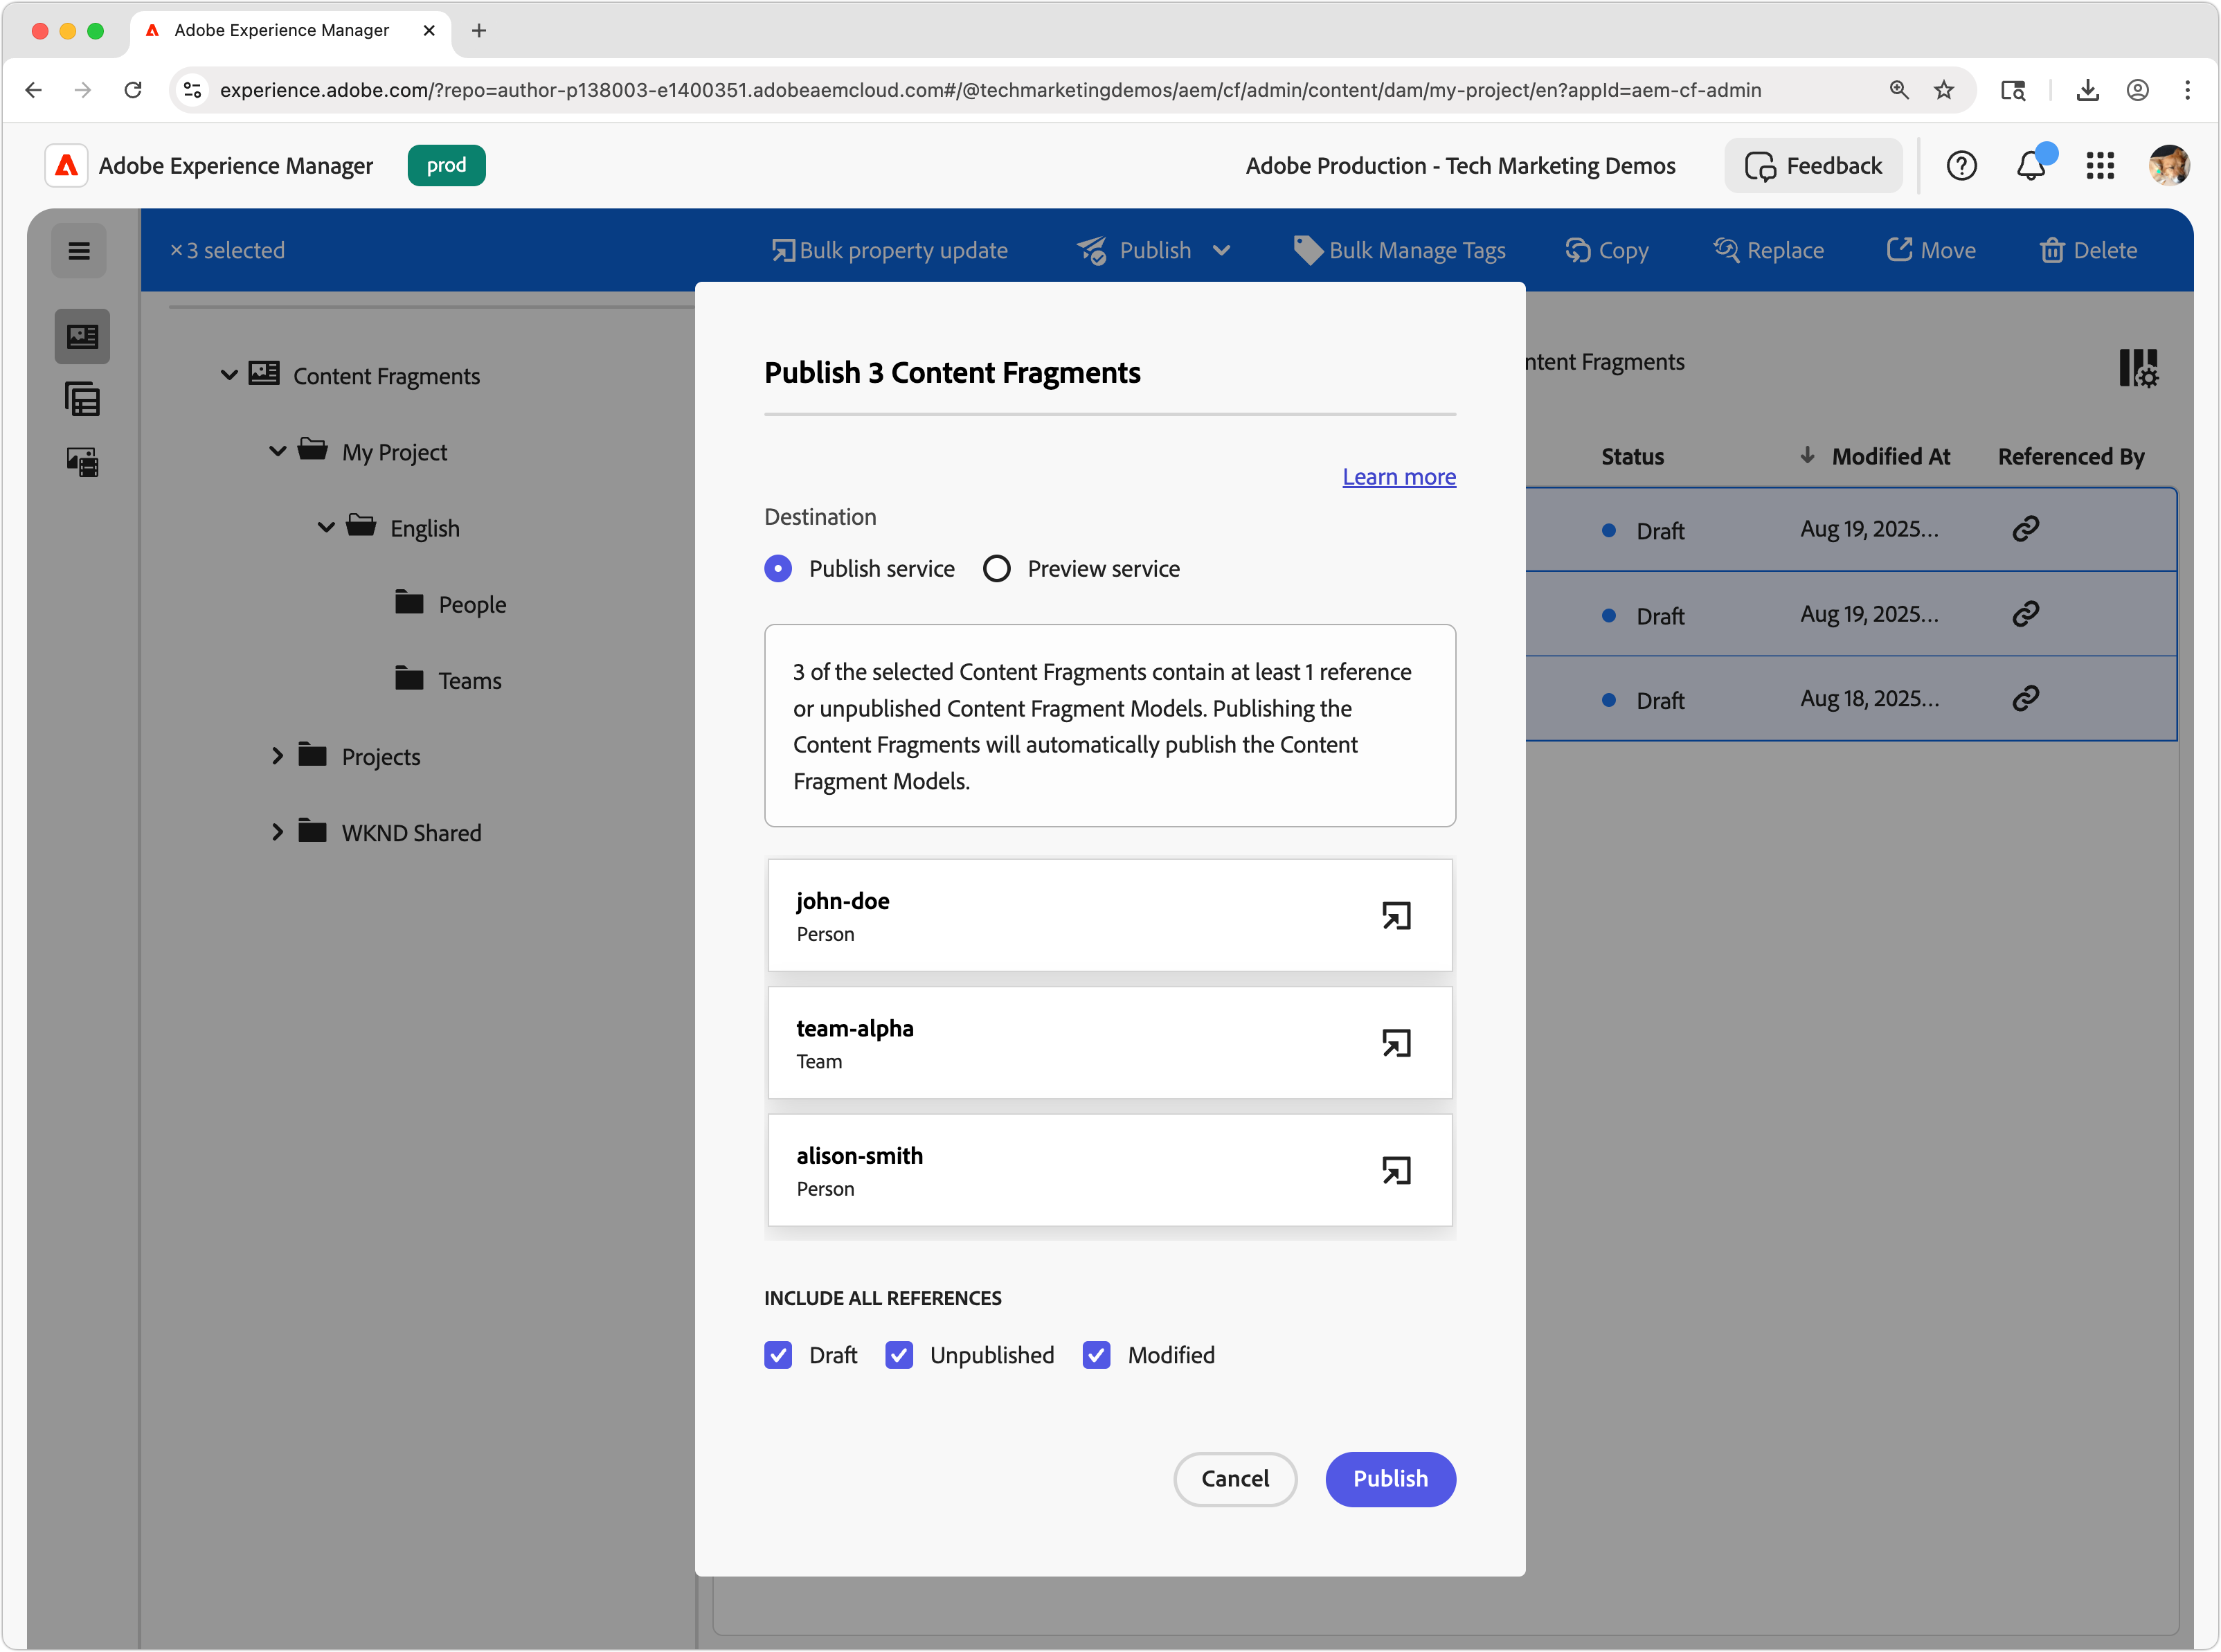 Adobe Experience Manager
experience.adobe.com/?repo=author-p138003-e1400351.adobeaemcloud.com#/@techmarketingdemos/aem/cf/admin/content/dam/my-project/en?appId=aem-cf-admin
Adobe Experience Manager
prod
Adobe Production - Tech Marketing Demos
Feedback
3 selected
Bulk property update
Publish
Bulk Manage Tags
Copy
Replace
Move
Delete
Content Fragments
My Project
English
People
Teams
Projects
WKND Shared
Publish 3 Content Fragments
Learn more
Destination
Publish service
Preview service
3 of the selected Content Fragments contain at least 1 reference
or unpublished Content Fragment Models. Publishing the
Content Fragments will automatically publish the Content
Fragment Models.
john-doe
Person
team-alpha
Team
alison-smith
Person
INCLUDE ALL REFERENCES
Draft
Unpublished
Modified
Cancel
Publish
ntent Fragments
Status
Modified At
Referenced By
Draft
Aug 19, 2025...
Draft
Aug 19, 2025...
Draft
Aug 18, 2025...